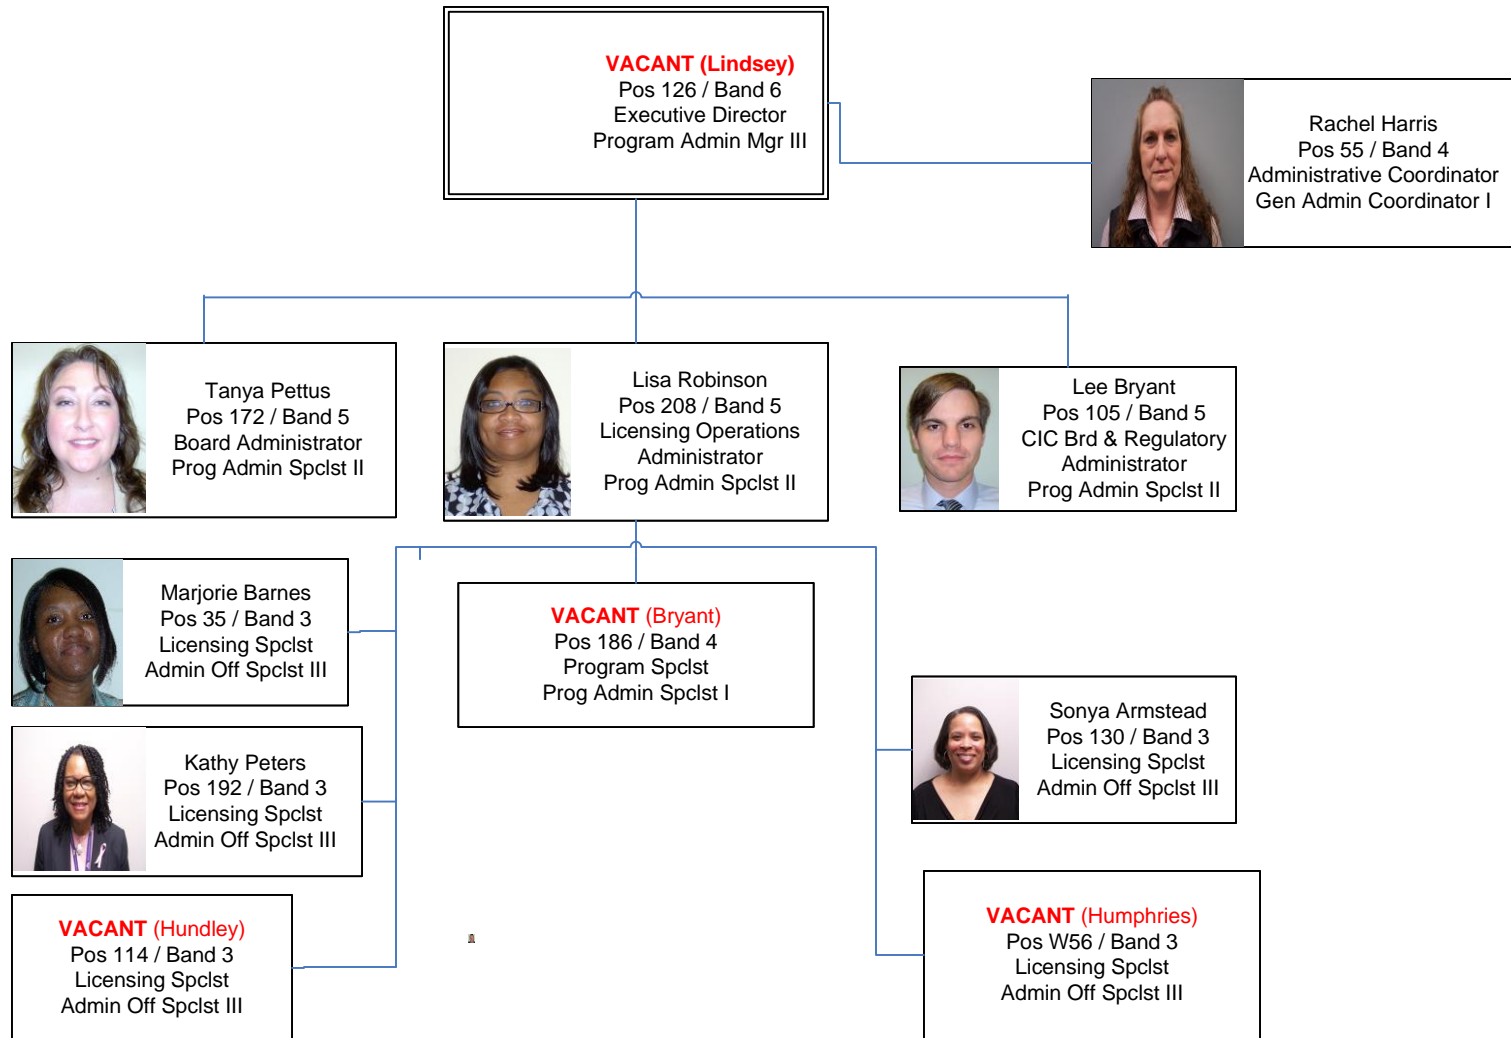 VACANT (Lindsey)
Pos 126 / Band 6
Executive Director
Program Admin Mgr III
Rachel Harris
Pos 55 / Band 4
Administrative Coordinator
Gen Admin Coordinator I
Tanya Pettus
Pos 172 / Band 5
Board Administrator
Prog Admin Spclst II
Lisa Robinson
Pos 208 / Band 5
Licensing Operations
Administrator
Prog Admin Spclst II
Lee Bryant
Pos 105 / Band 5
CIC Brd & Regulatory
Administrator
Prog Admin Spclst II
Marjorie Barnes
Pos 35 / Band 3
Licensing Spclst
Admin Off Spclst III
VACANT (Bryant)
Pos 186 / Band 4
Program Spclst
Prog Admin Spclst I
Kathy Peters
Pos 192 / Band 3
Licensing Spclst
Admin Off Spclst III
Sonya Armstead
Pos 130 / Band 3
Licensing Spclst
Admin Off Spclst III
VACANT (Hundley)
Pos 114 / Band 3
Licensing Spclst
Admin Off Spclst III
VACANT (Humphries)
Pos W56 / Band 3
Licensing Spclst
Admin Off Spclst III